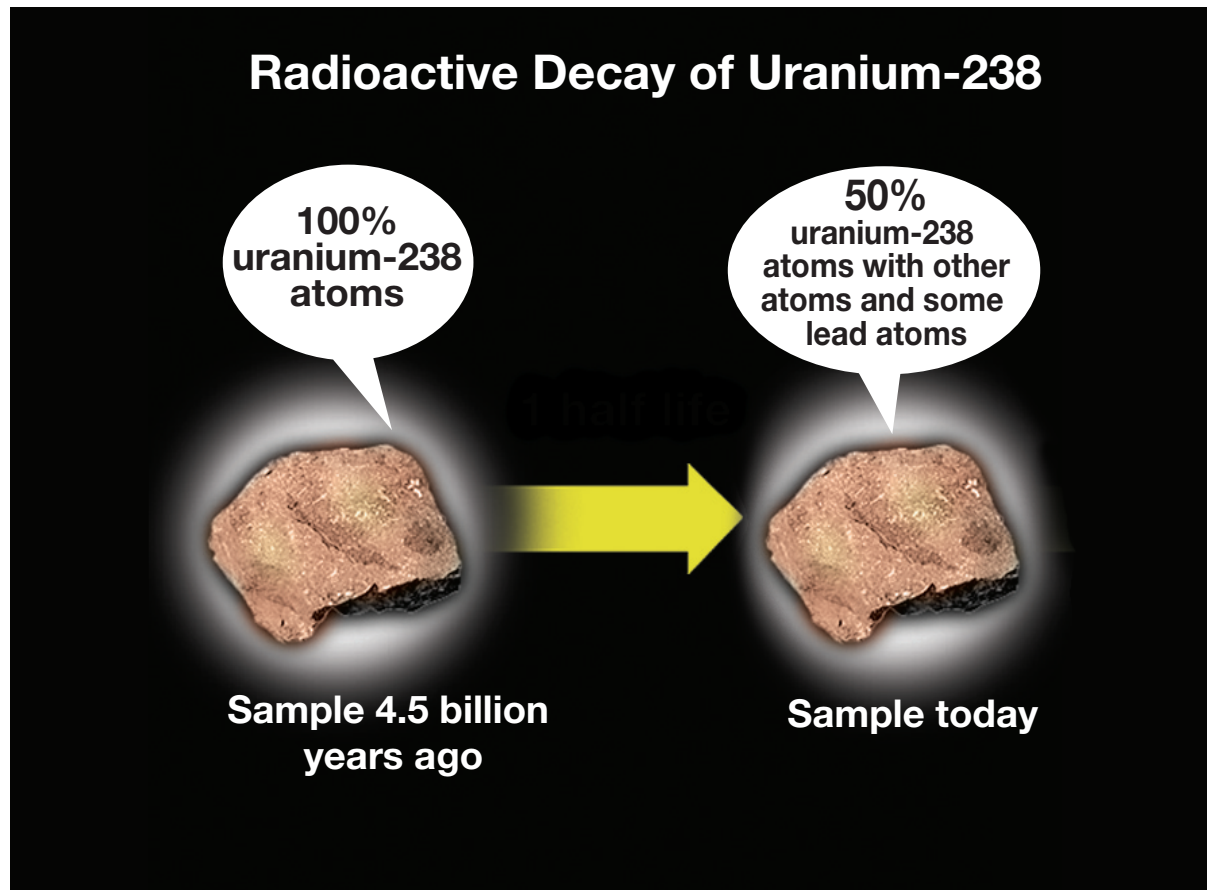 Radioactive Decay of Uranium-238
100%
uranium-238
atoms
50%
uranium-238
atoms with other
atoms and some
lead atoms
1 half life
Sample 4.5 billion
years ago
Sample today